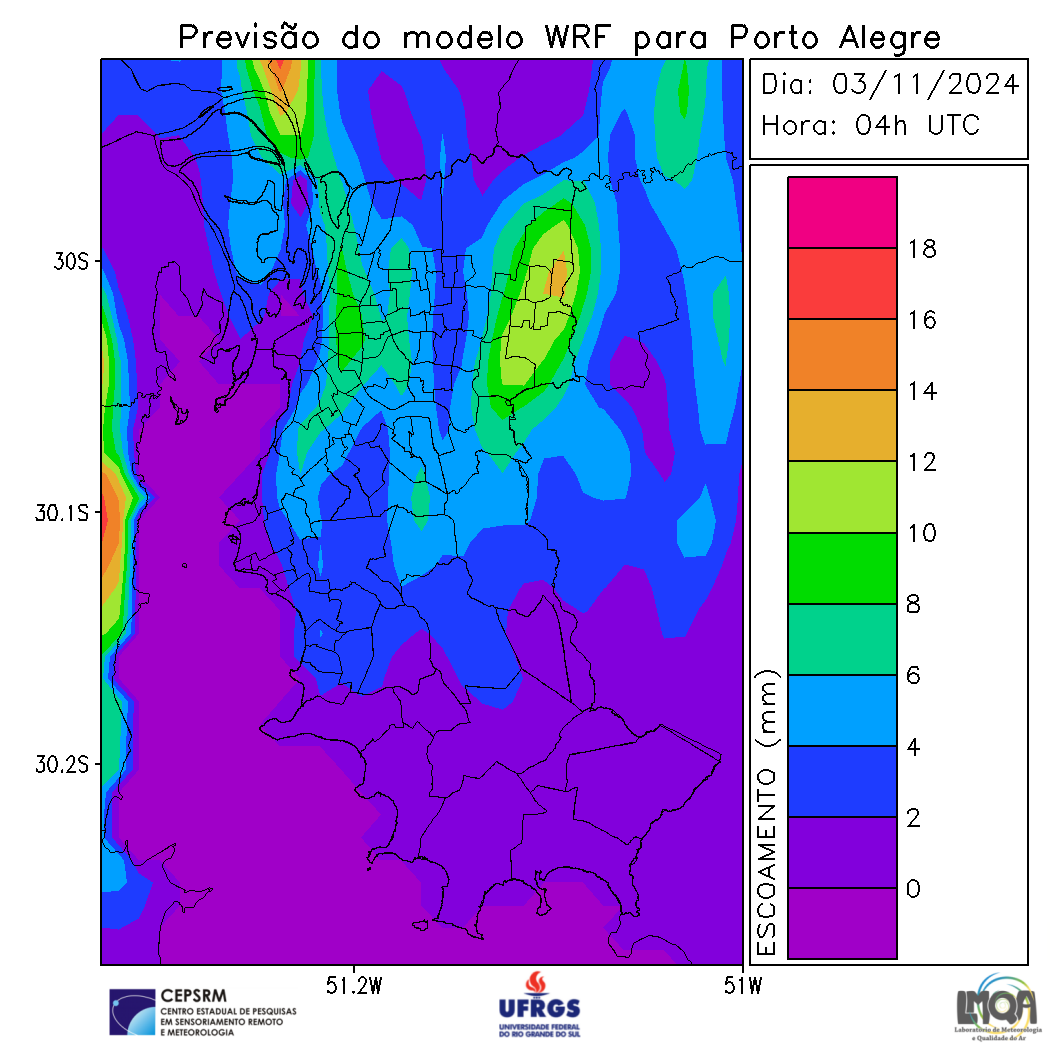 Previsão do modelo WRF para Porto Alegre
Dia: 03/11/2024
Hora: 04h UTC
30S
30.1S
30.2S
51.2W
51W
18
16
14
12
10
8
6
4
2
0
ESCOAMENTO (mm)
CEPSRM
CENTRO ESTADUAL DE PESQUISAS
EM SENSORIAMENTO REMOTO
E METEOROLOGIA
UFRGS
UNIVERSIDADE FEDERAL
DO RIO GRANDE DO SUL
LMQA
Laboratório de Meteorologia
e Qualidade do Ar